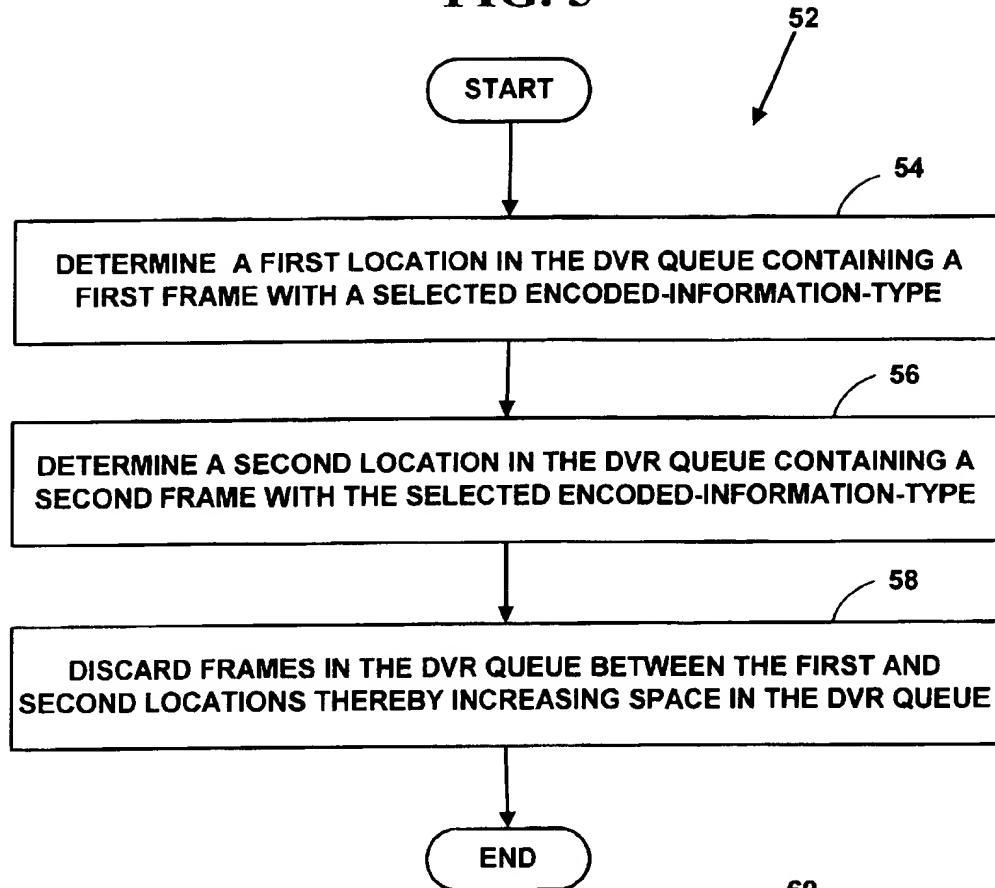 52
START
54
DETERMINE A FIRST LOCATION IN THE DVR QUEUE CONTAINING A
FIRST FRAME WITH A SELECTED ENCODED-INFORMATION-TYPE
56
DETERMINE A SECOND LOCATION IN THE DVR QUEUE CONTAINING A
SECOND FRAME WITH THE SELECTED ENCODED-INFORMATION-TYPE
58
DISCARD FRAMES IN THE DVR QUEUE BETWEEN THE FIRST AND
SECOND LOCATIONS THEREBY INCREASING SPACE IN THE DVR QUEUE
END